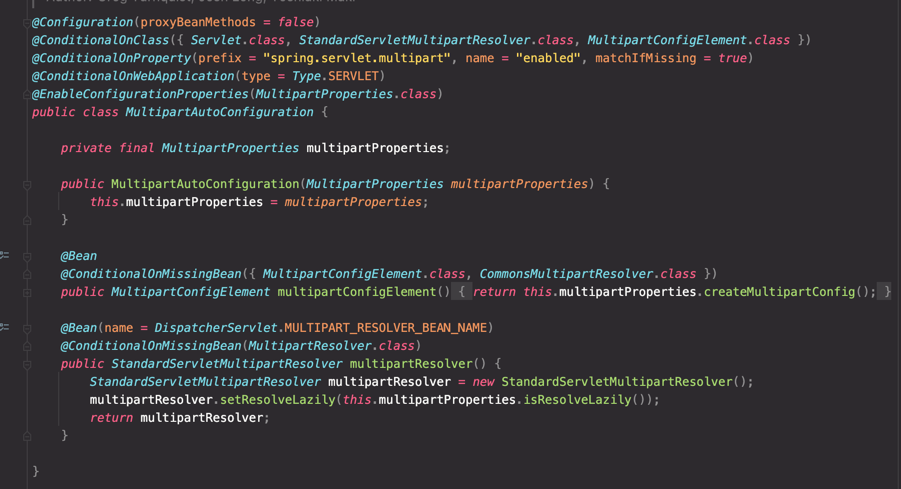 @Configuration(proxyBeanMethods = false)
@ConditionalOnClass({ Servlet.class, StandardServletMultipartResolver.class, MultipartConfigElement.class })
@ConditionalOnProperty(prefix = "spring.servlet.multipart", name = "enabled", matchIfMissing = true)
@ConditionalOnWebApplication(type = Type.SERVLET)
@EnableConfigurationProperties(MultipartProperties.class)
public class MultipartAutoConfiguration {
private final MultipartProperties multipartProperties;
public MultipartAutoConfiguration(MultipartProperties multipartProperties) {
this.multipartProperties = multipartProperties;
}
@Bean
@ConditionalOnMissingBean({ MultipartConfigElement.class, CommonsMultipartResolver.class })
public MultipartConfigElement multipartConfigElement() { return this.multipartProperties.createMultipartConfig(); }
@Bean(name = DispatcherServlet.MULTIPART_RESOLVER_BEAN_NAME)
@ConditionalOnMissingBean(MultipartResolver.class)
public StandardServletMultipartResolver multipartResolver() {
StandardServletMultipartResolver multipartResolver = new StandardServletMultipartResolver();
multipartResolver.setResolveLazily(this.multipartProperties.isResolveLazily());
return multipartResolver;
}
}